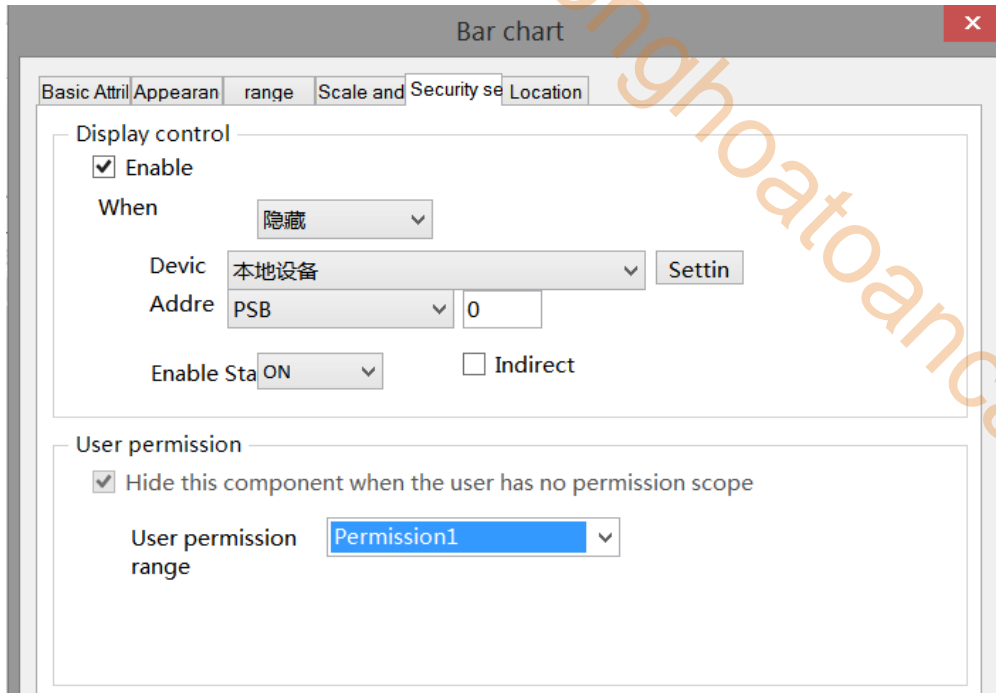 Bar chart
Basic Attril Appearan range Scale and Security se Location
Display control
Enable
When 隐藏
Devic 本地设备 Settin
Addre PSB 0
Enable Sta ON Indirect
User permission
Hide this component when the user has no permission scope
User permission Permission1
range
onghoatoanc